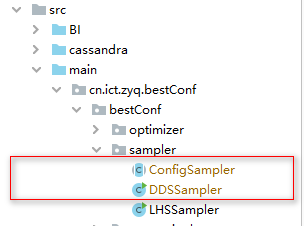 src
BI
cassandra
main
cn.ict.zyq.bestConf
bestConf
optimizer
sampler
ConfigSampler
DDSSampler
LHSSampler